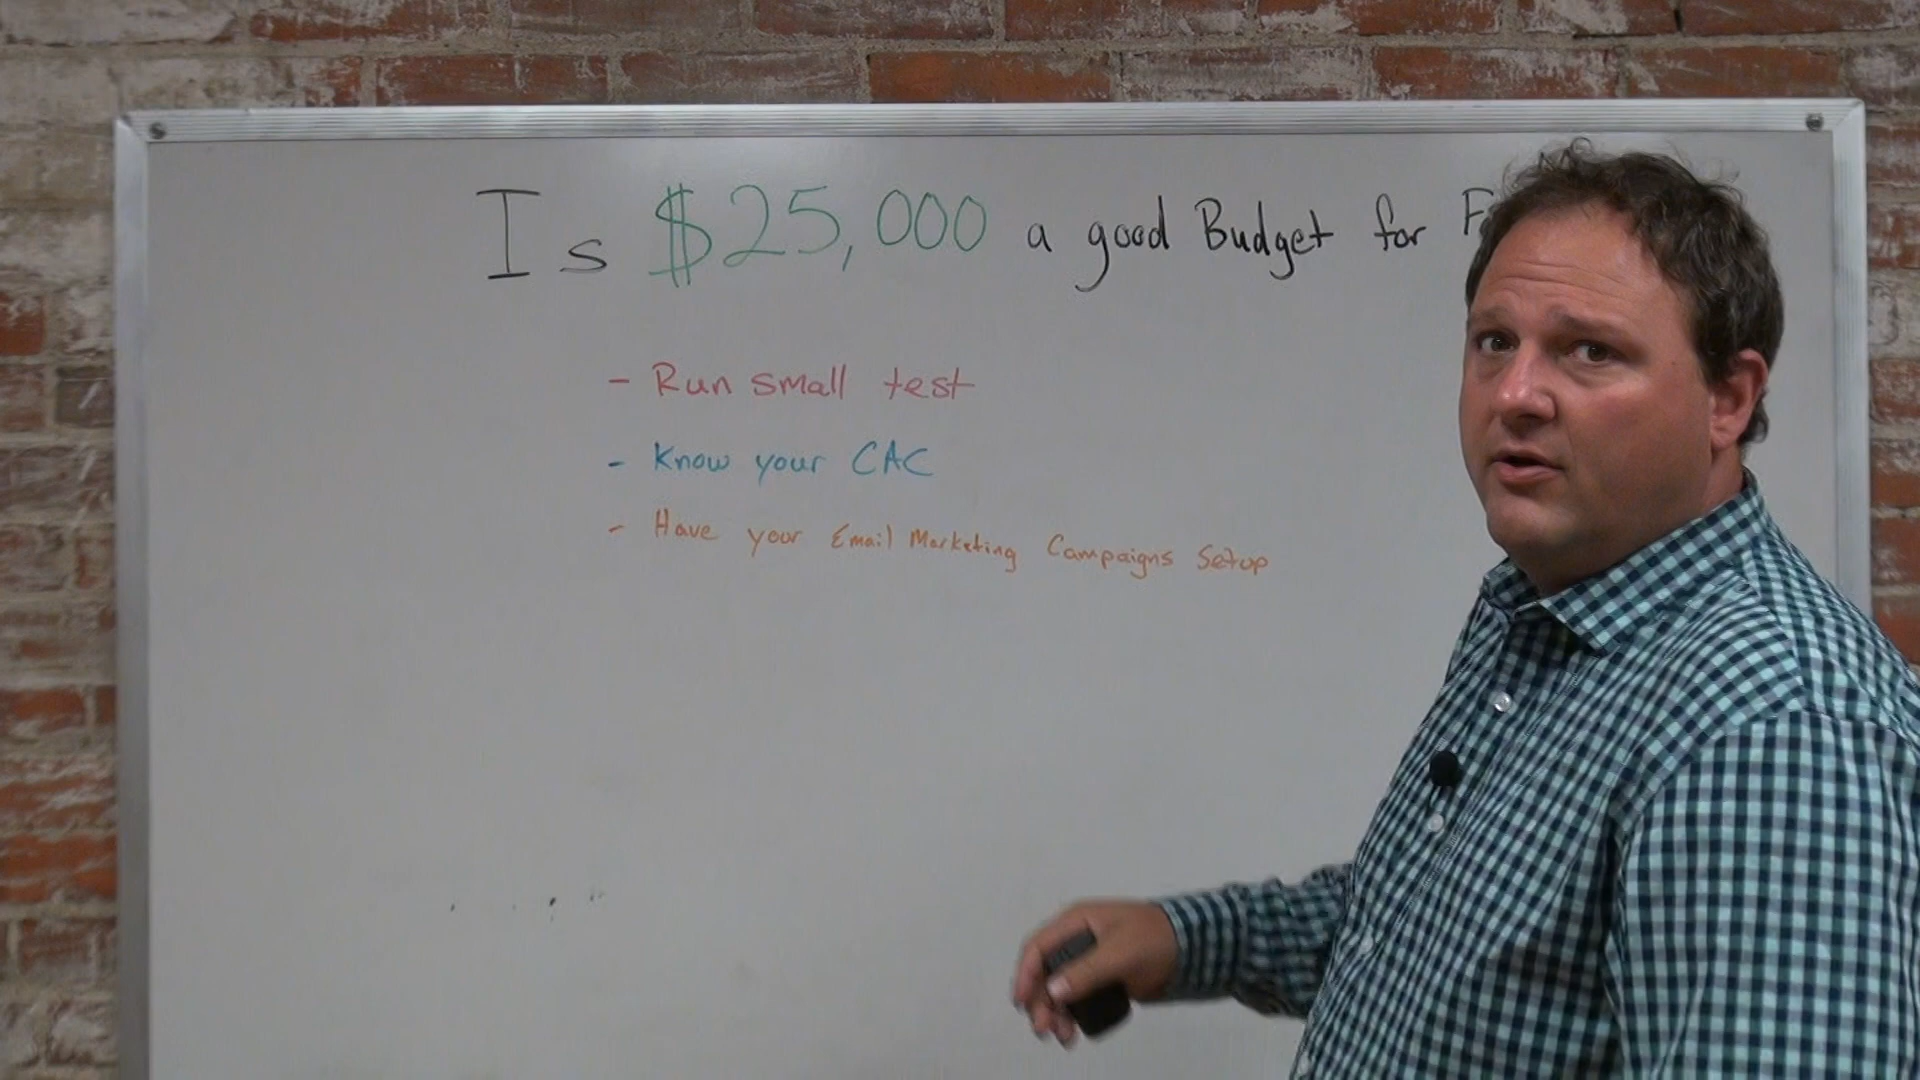 Is $25,000 a good Budget for
- Run small test
- Know your CAC
- Have your Email Marketing Campaigns Setup